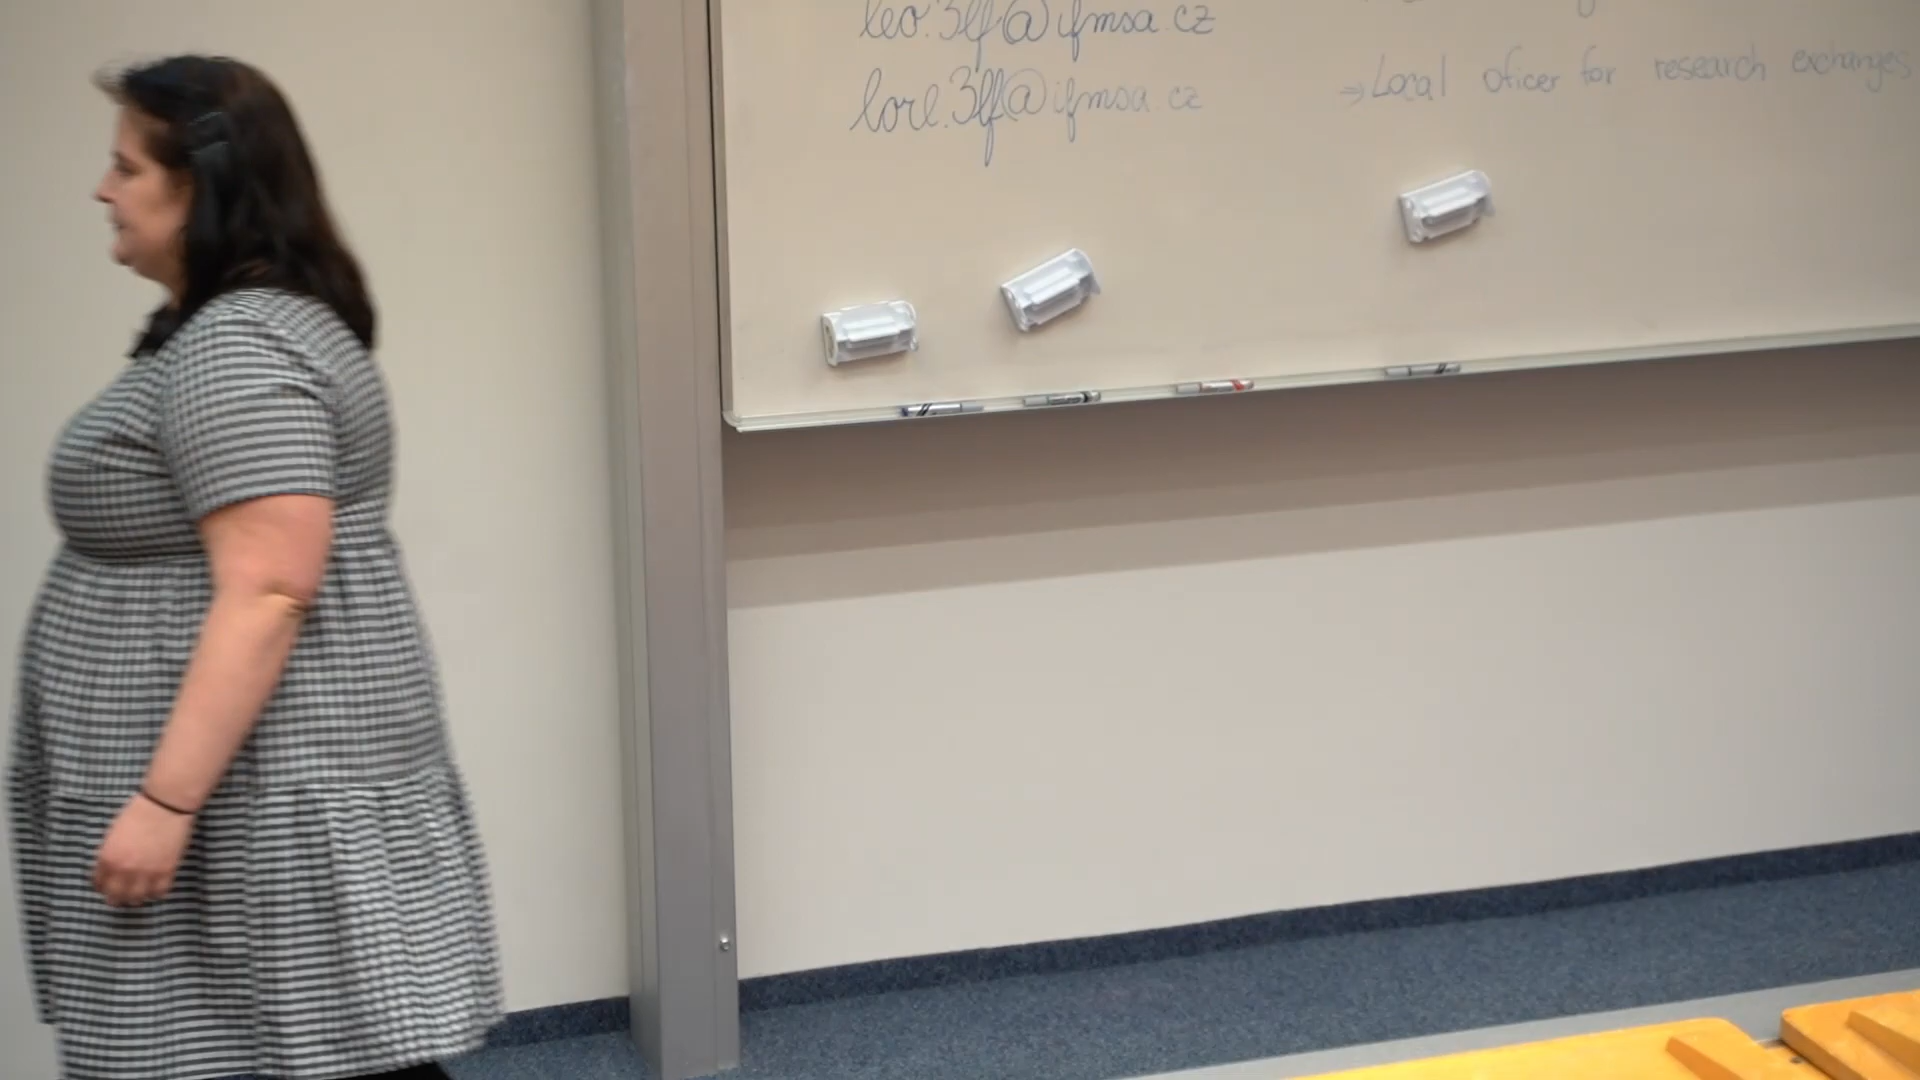 leo.3lf@ifmsa.cz
lore.3lf@ifmsa.cz
→ Local oficer for research exchanges